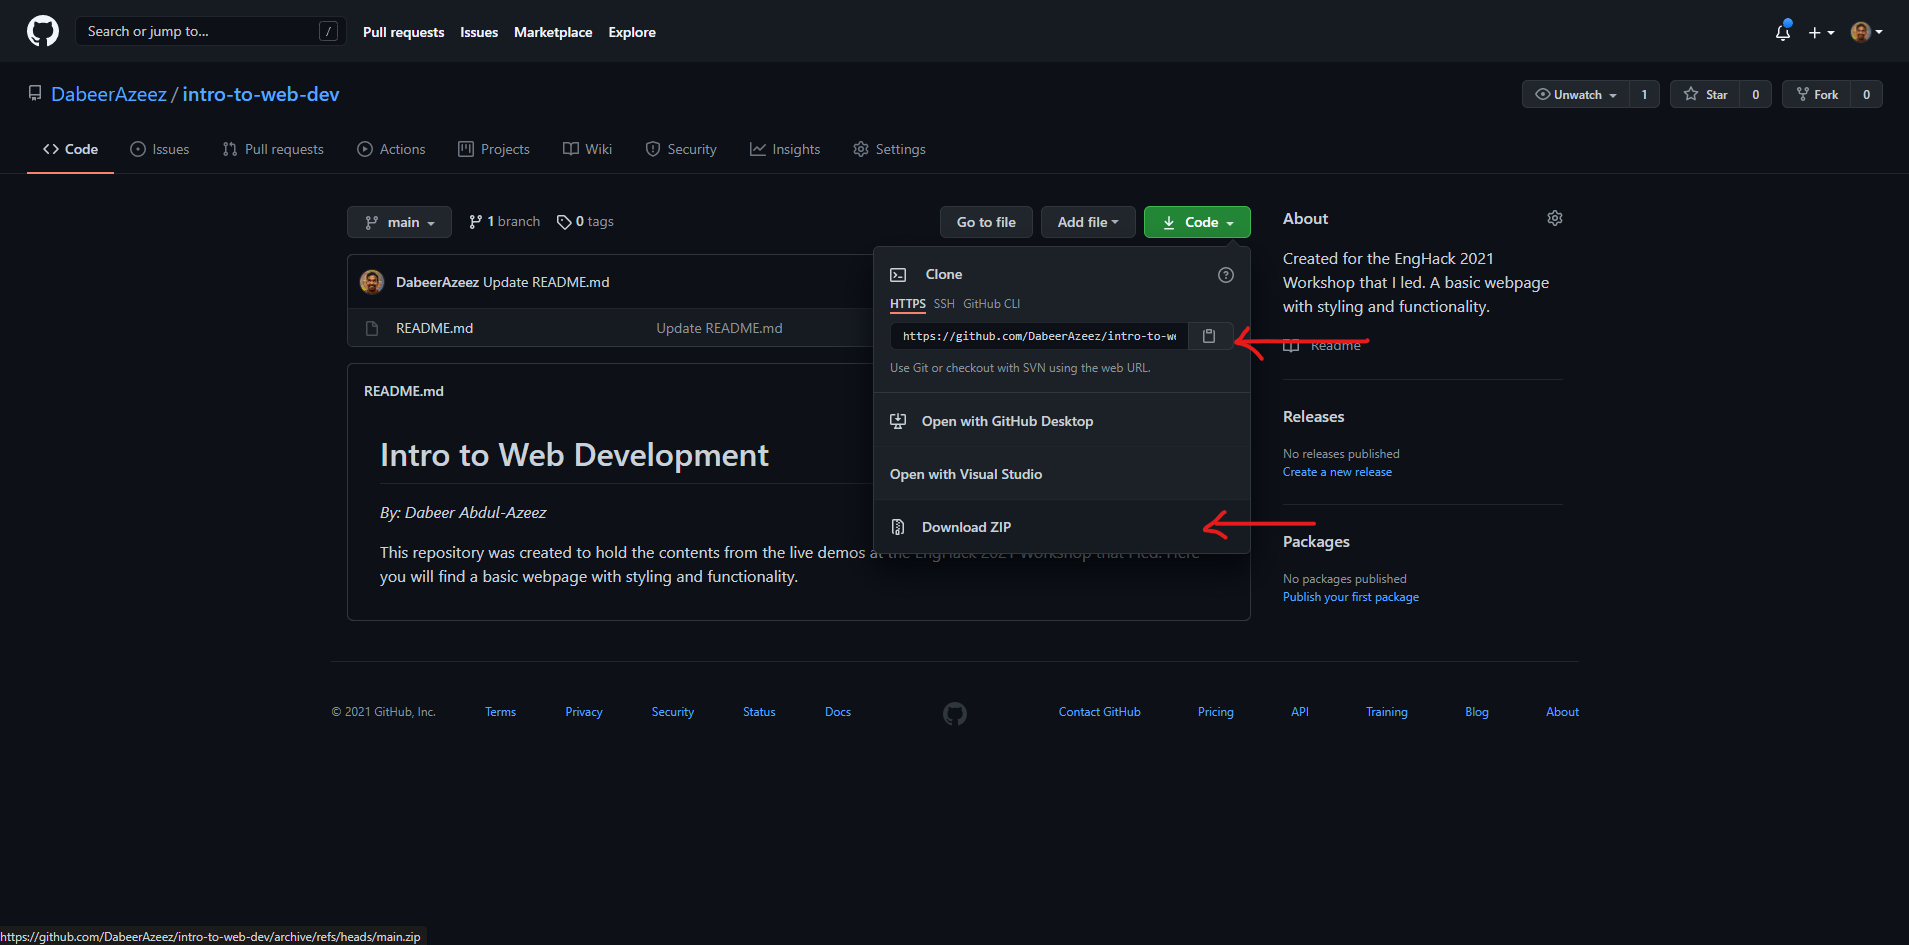 Search or jump to... /
Pull requests Issues Marketplace Explore
DabeerAzeez / intro-to-web-dev
Unwatch 1 Star 0 Fork 0
Code Issues Pull requests Actions Projects Wiki Security Insights Settings
main 1 branch 0 tags
Go to file Add file Code
DabeerAzeez Update README.md
README.md Update README.md
README.md
Intro to Web Development
By: Dabeer Abdul-Azeez
This repository was created to hold the contents from the live demos at the EngHack 2021 Workshop that I led. Here
you will find a basic webpage with styling and functionality.
Clone
HTTPS SSH GitHub CLI
https://github.com/DabeerAzeez/intro-to-we
Use Git or checkout with SVN using the web URL.
Open with GitHub Desktop
Open with Visual Studio
Download ZIP
About
Created for the EngHack 2021
Workshop that I led. A basic webpage
with styling and functionality.
Readme
Releases
No releases published
Create a new release
Packages
No packages published
Publish your first package
© 2021 GitHub, Inc. Terms Privacy Security Status Docs Contact GitHub Pricing API Training Blog About
https://github.com/DabeerAzeez/intro-to-web-dev/archive/refs/heads/main.zip